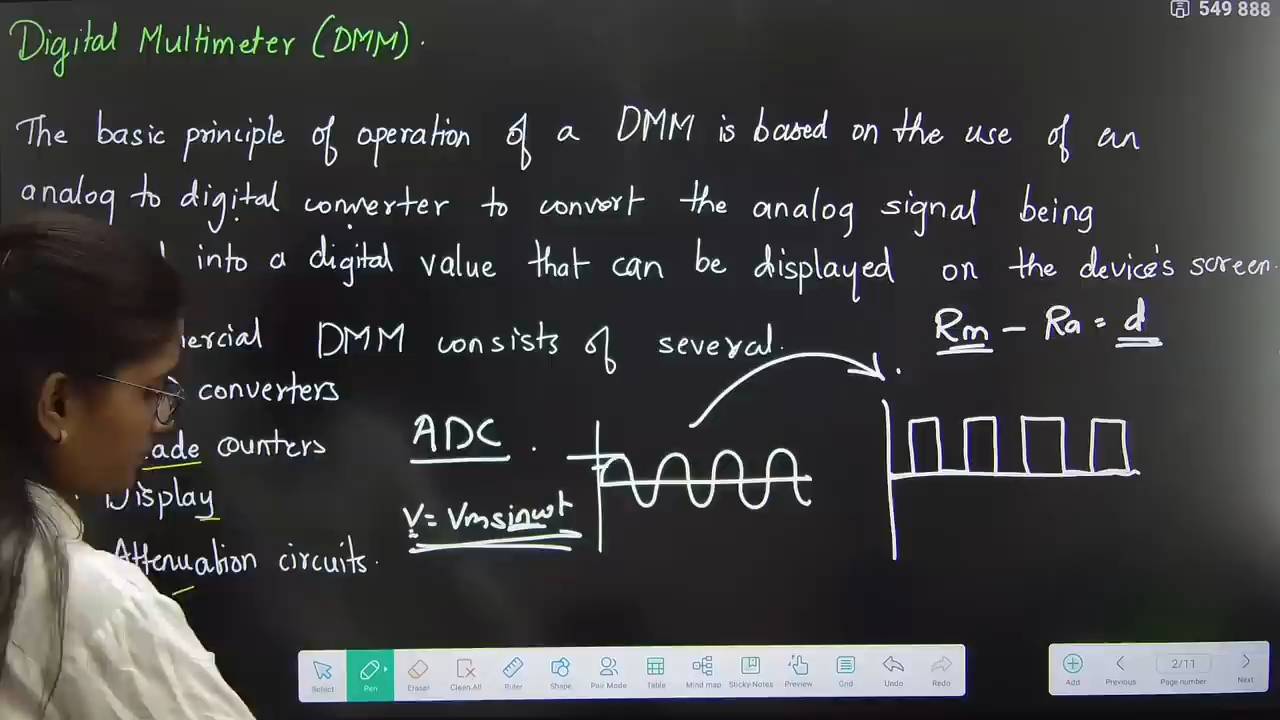 549 888
Digital Multimeter (DMM).
The basic principle of operation of a DMM is based on the use of an
analog to digital converter to convert the analog signal being
into a digital value that can be displayed on the device's screen.
Rm - Ra = d
DMM consists of several.
converters
counters
ADC.
Display
V = Vm sin wt
Attenuation circuits.
Select Pen Eraser Clean All Ruler Shape Pair Mode Table Mind map Sticky Notes Preview Grid Undo Redo
Add Previous 2/11 Page number Next